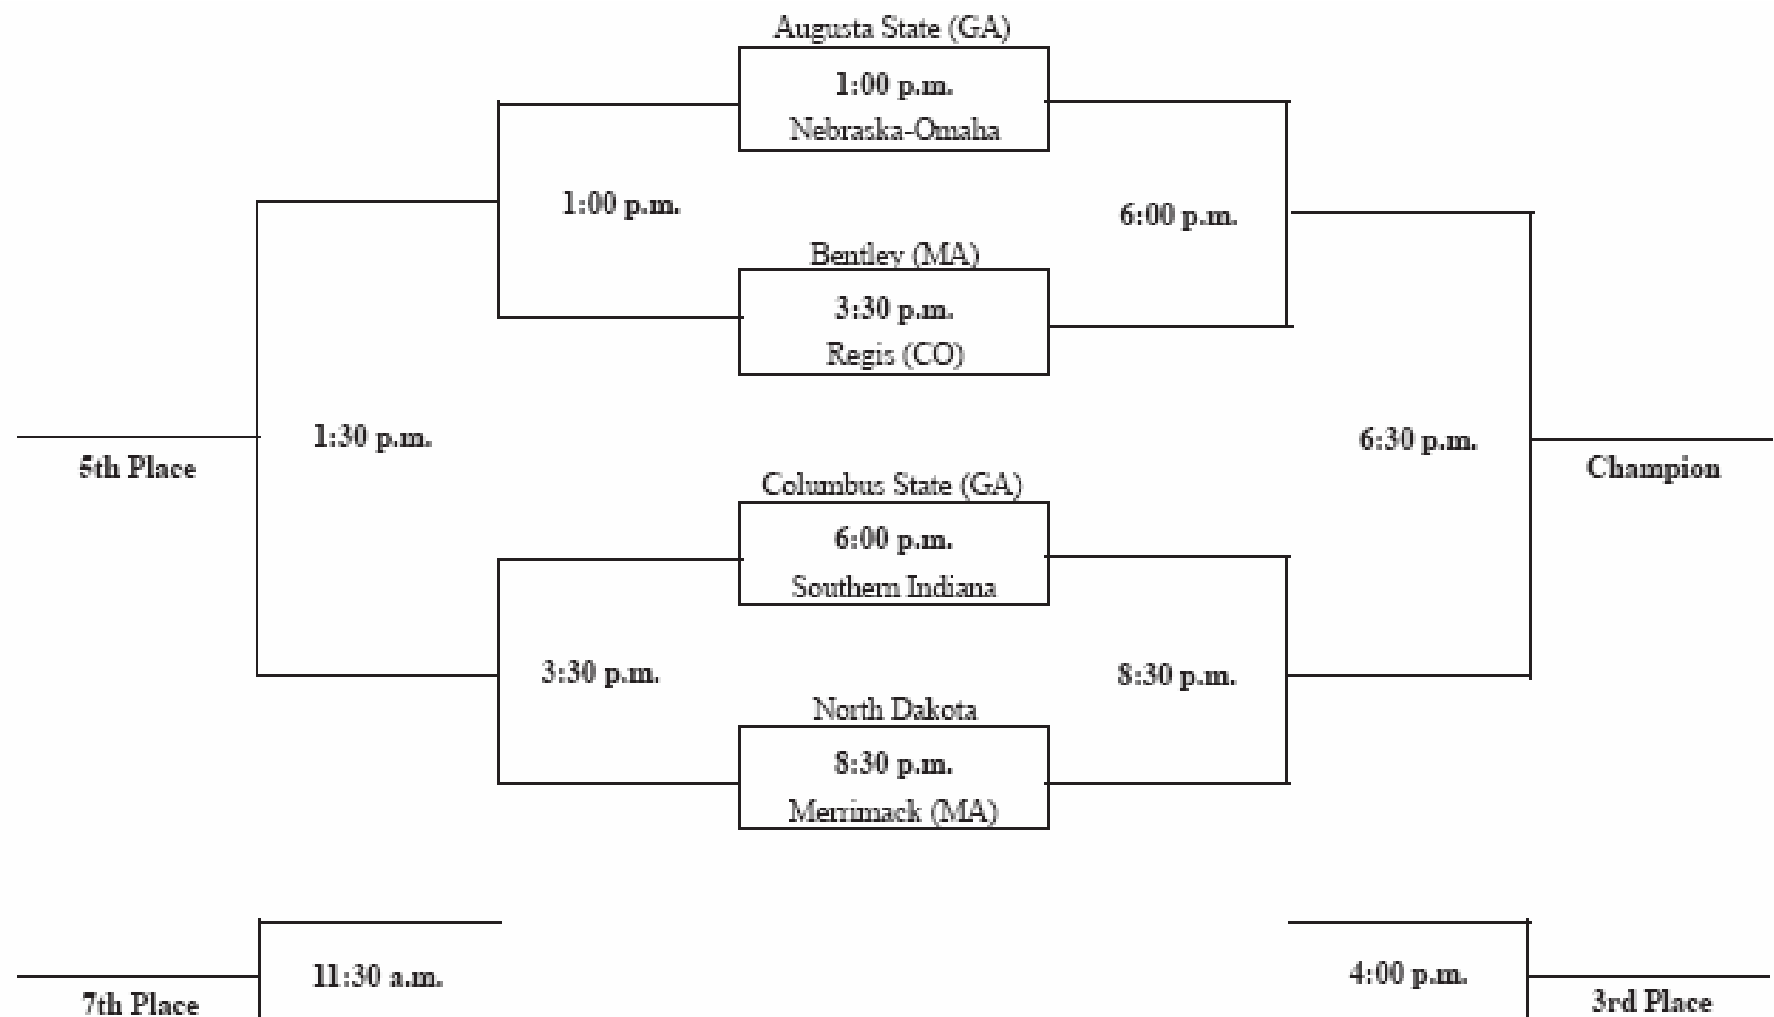 Augusta State (GA)
1:00 p.m.
Nebraska-Omaha
1:00 p.m.
6:00 p.m.
Bentley (MA)
3:30 p.m.
Regis (CO)
1:30 p.m.
6:30 p.m.
5th Place
Champion
Columbus State (GA)
6:00 p.m.
Southern Indiana
3:30 p.m.
8:30 p.m.
North Dakota
8:30 p.m.
Merrimack (MA)
11:30 a.m.
4:00 p.m.
7th Place
3rd Place